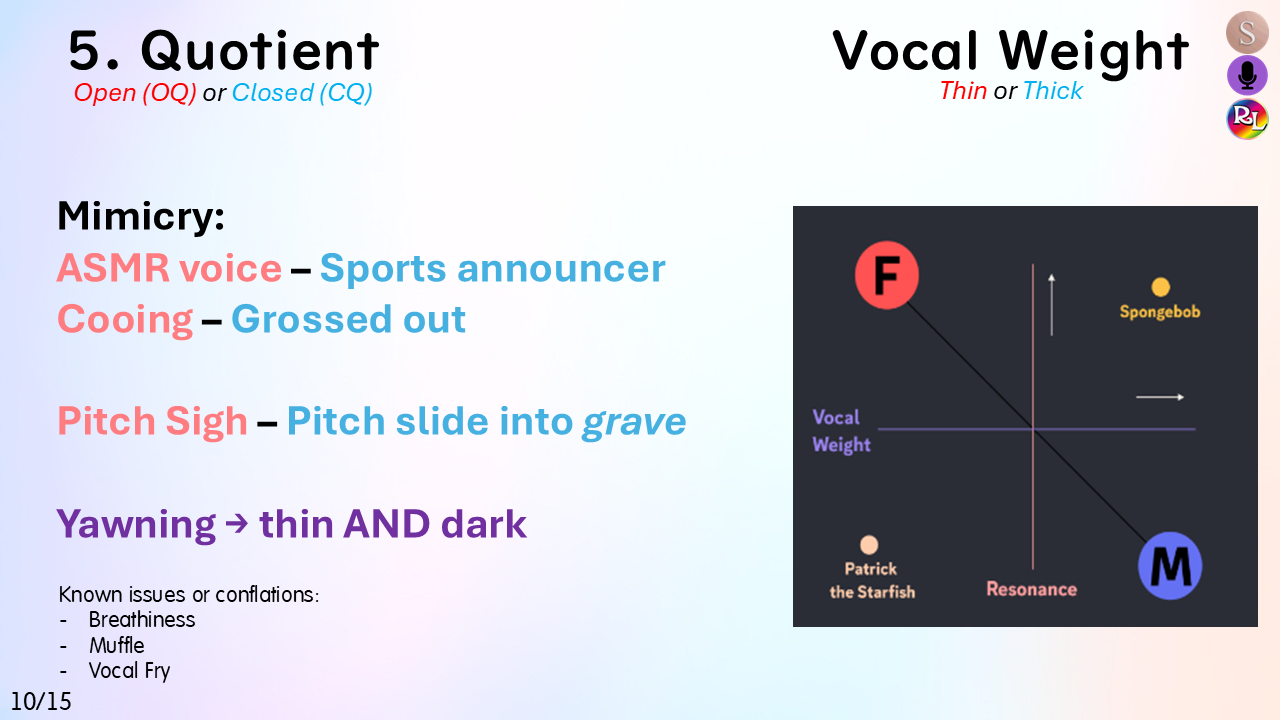 5. Quotient
Open (OQ) or Closed (CQ)
Vocal Weight
Thin or Thick
S
RL
Mimicry:
ASMR voice – Sports announcer
Cooing – Grossed out
Pitch Sigh – Pitch slide into grave
Yawning → thin AND dark
Known issues or conflations:
- Breathiness
- Muffle
- Vocal Fry
10/15
F
Spongebob
Vocal
Weight
Patrick
the Starfish
Resonance
M